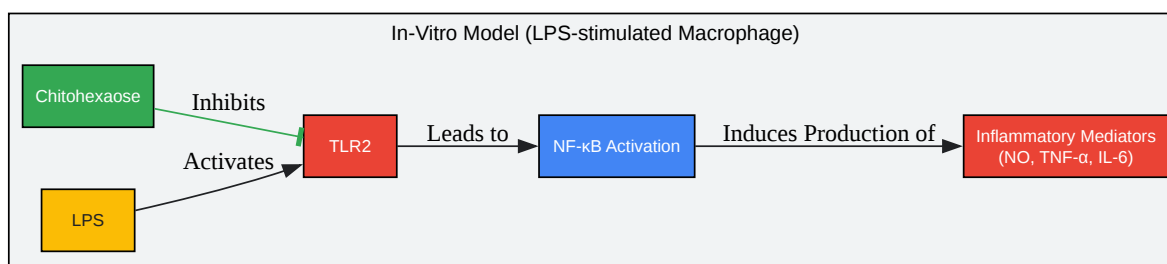 In-Vitro Model (LPS-stimulated Macrophage)
Chitohexaose
Inhibits
Activates
LPS
TLR2
Leads to
NF-κB Activation
Induces Production of
Inflammatory Mediators
(NO, TNF-α, IL-6)